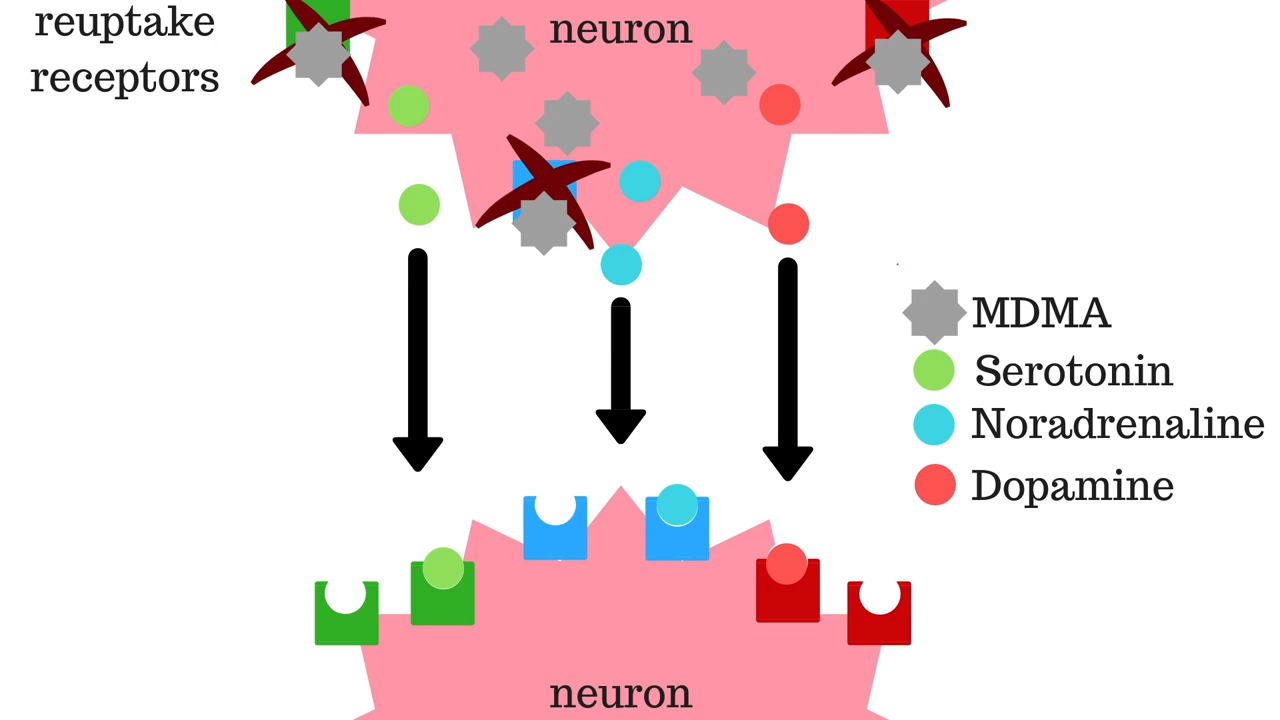 reuptake
receptors
neuron
MDMA
Serotonin
Noradrenaline
Dopamine
neuron